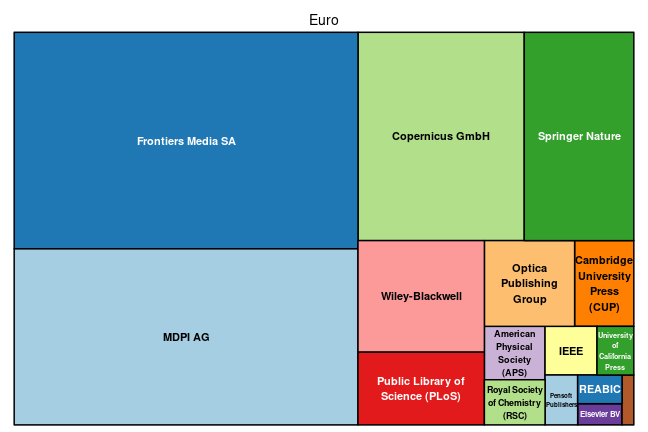 Euro
Frontiers Media SA
MDPI AG
Copernicus GmbH
Springer Nature
Wiley-Blackwell
Public Library of
Science (PLoS)
Optica
Publishing
Group
Cambridge
University
Press
(CUP)
American
Physical
Society
(APS)
Royal Society
of Chemistry
(RSC)
IEEE
University
of
California
Press
Pensoft
Publishers
REABIC
Elsevier BV